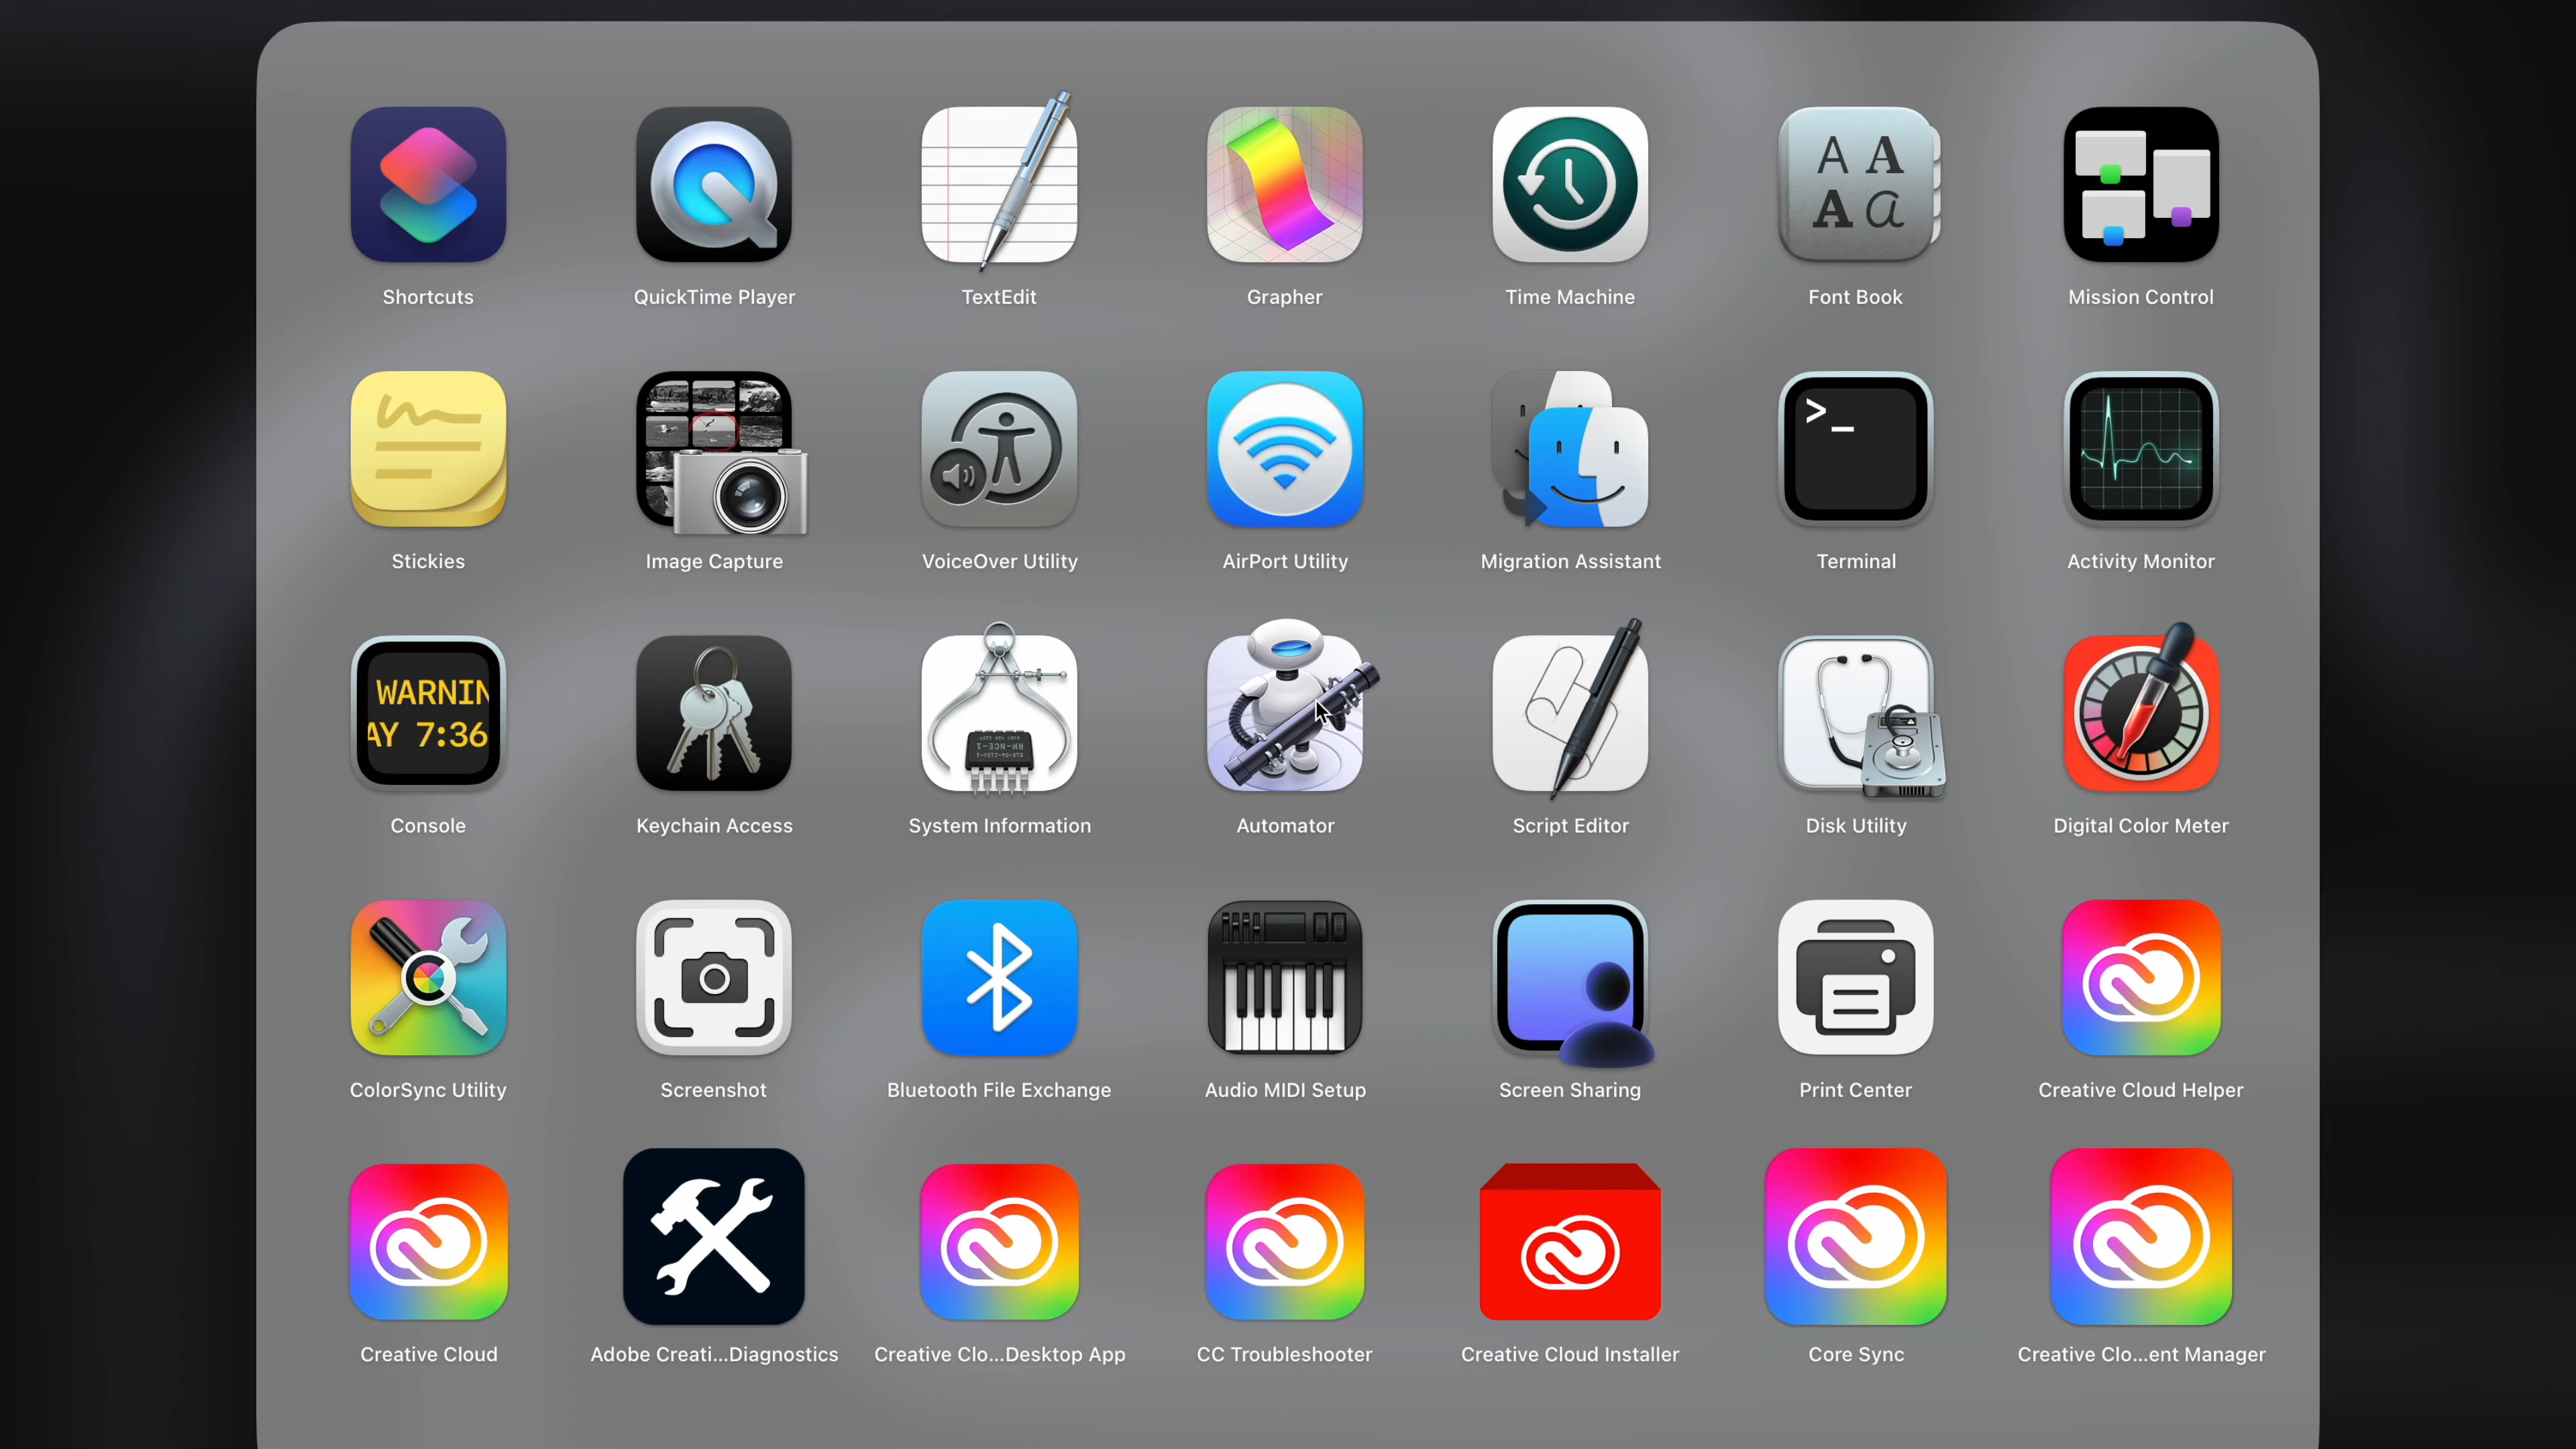 A A
A a
Shortcuts
QuickTime Player
TextEdit
Grapher
Time Machine
Font Book
Mission Control
>_
Stickies
Image Capture
VoiceOver Utility
AirPort Utility
Migration Assistant
Terminal
Activity Monitor
WARNIN
AY 7:36
Console
Keychain Access
System Information
Automator
Script Editor
Disk Utility
Digital Color Meter
ColorSync Utility
Screenshot
Bluetooth File Exchange
Audio MIDI Setup
Screen Sharing
Print Center
Creative Cloud Helper
Creative Cloud
Adobe Creati...Diagnostics
Creative Clo...Desktop App
CC Troubleshooter
Creative Cloud Installer
Core Sync
Creative Clo...ent Manager